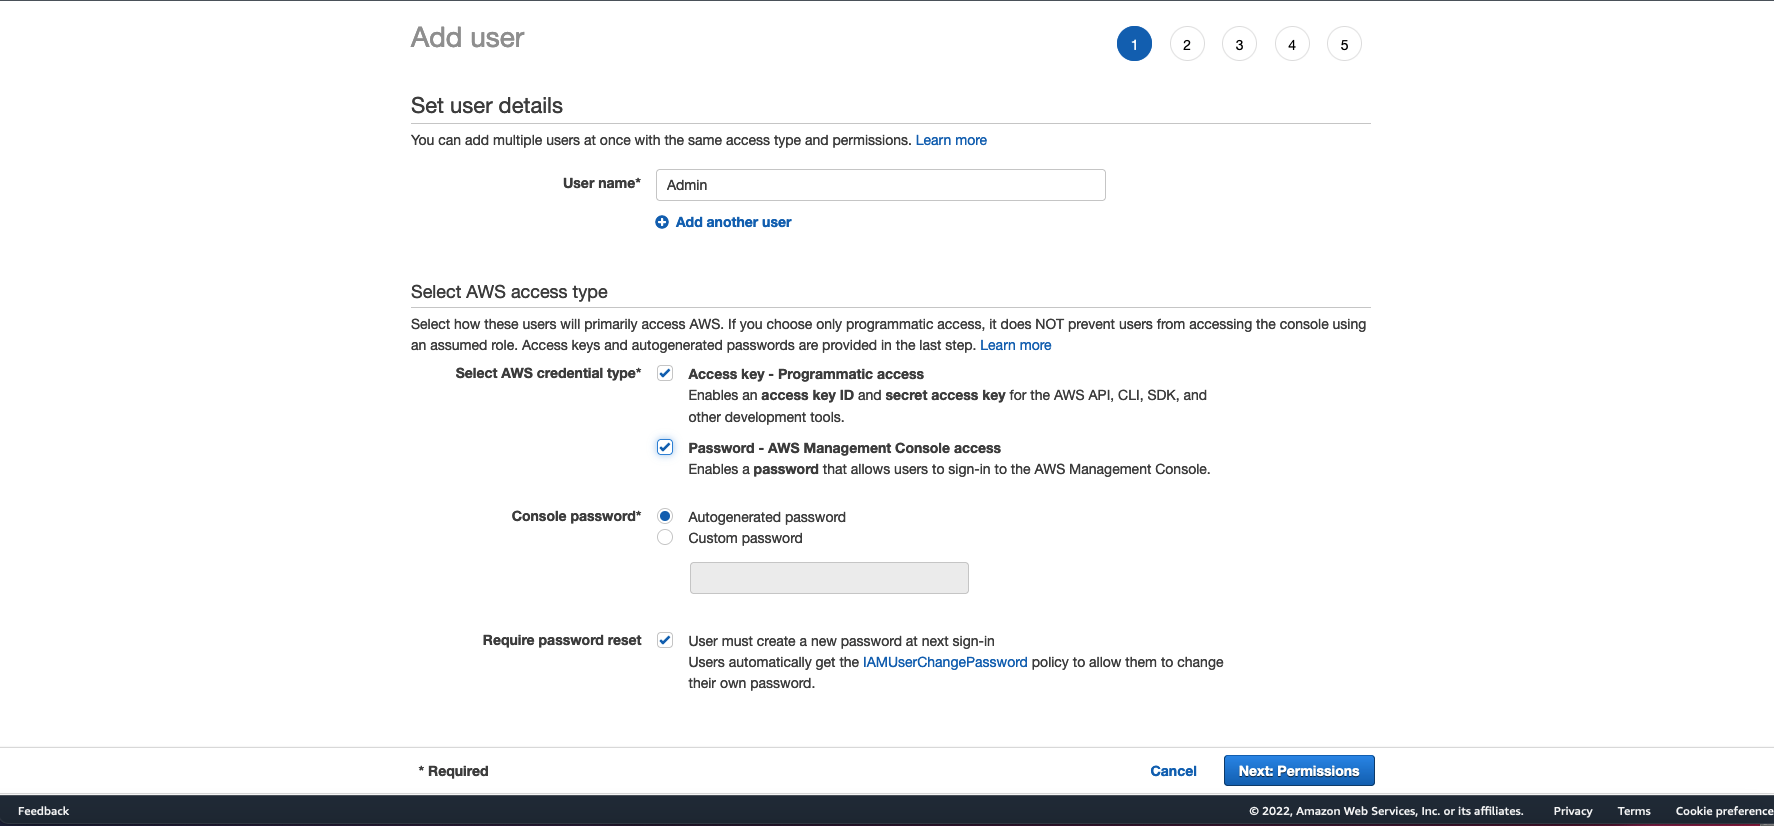 Add user
1 2 3 4 5
Set user details
You can add multiple users at once with the same access type and permissions. Learn more
User name* Admin
Add another user
Select AWS access type
Select how these users will primarily access AWS. If you choose only programmatic access, it does NOT prevent users from accessing the console using
an assumed role. Access keys and autogenerated passwords are provided in the last step. Learn more
Select AWS credential type* Access key - Programmatic access
Enables an access key ID and secret access key for the AWS API, CLI, SDK, and
other development tools.
Password - AWS Management Console access
Enables a password that allows users to sign-in to the AWS Management Console.
Console password* Autogenerated password
Custom password
Require password reset User must create a new password at next sign-in
Users automatically get the IAMUserChangePassword policy to allow them to change
their own password.
* Required Cancel Next: Permissions
Feedback © 2022, Amazon Web Services, Inc. or its affiliates. Privacy Terms Cookie preference